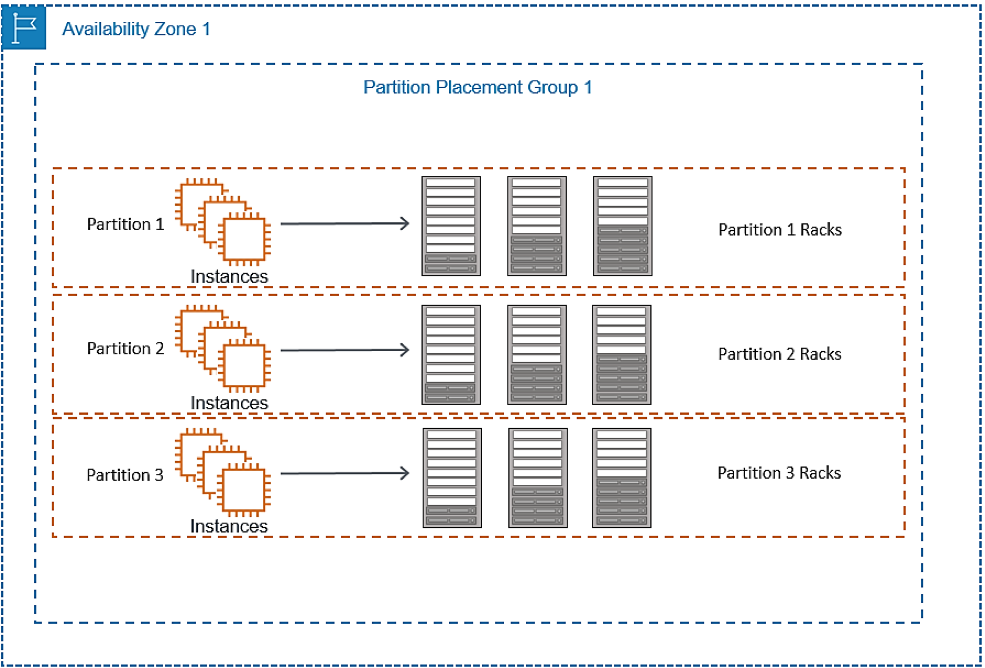 Availability Zone 1
Partition Placement Group 1
Partition 1
Instances
Partition 1 Racks
Partition 2
Instances
Partition 2 Racks
Partition 3
Instances
Partition 3 Racks